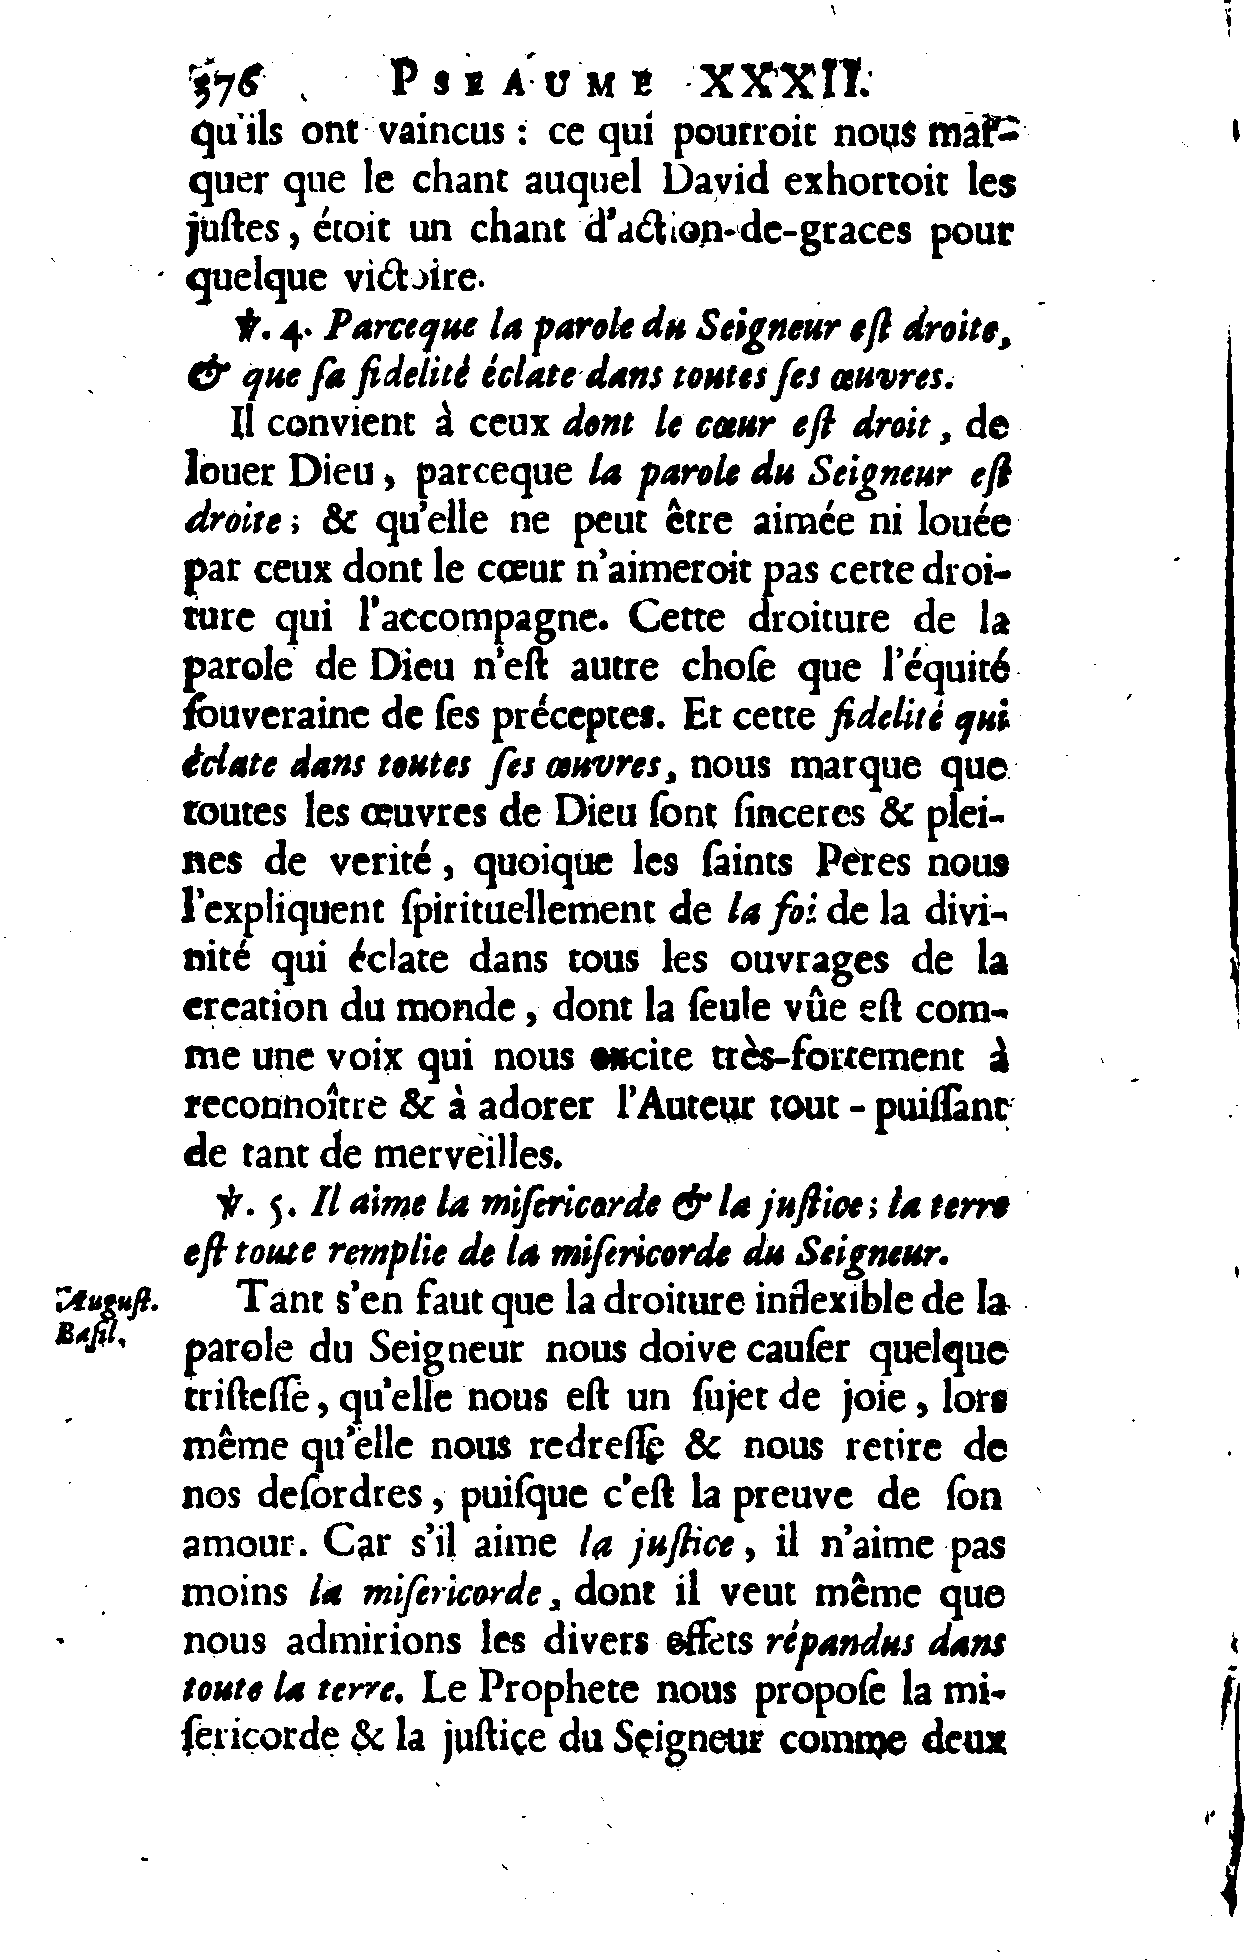 376 PSEAUME XXXII.
qu'ils ont vaincus : ce qui pourroit nous mar-
quer que le chant auquel David exhortoit les
juſtes, étoit un chant d'action-de-graces pour
quelque victoire.
℣. 4. Parceque la parole du Seigneur eſt droite,
& que ſa fidelité éclate dans toutes ſes œuvres.
Il convient à ceux dont le cœur eſt droit, de
louer Dieu, parceque la parole du Seigneur eſt
droite ; & qu'elle ne peut être aimée ni louée
par ceux dont le cœur n'aimeroit pas cette droi-
ture qui l'accompagne. Cette droiture de la
parole de Dieu n'eſt autre choſe que l'équité
ſouveraine de ſes préceptes. Et cette fidelité qui
éclate dans toutes ſes œuvres, nous marque que
toutes les œuvres de Dieu ſont ſinceres & plei-
nes de verité, quoique les ſaints Peres nous
l'expliquent ſpirituellement de la foi de la divi-
nité qui éclate dans tous les ouvrages de la
creation du monde, dont la ſeule vûe eſt com-
me une voix qui nous excite très-fortement à
reconnoître & à adorer l'Auteur tout-puiſſant
de tant de merveilles.
℣. 5. Il aime la miſericorde & la juſtice ; la terre
eſt toute remplie de la miſericorde du Seigneur.
Auguſt.
Baſil.
Tant s'en faut que la droiture inflexible de la
parole du Seigneur nous doive cauſer quelque
triſteſſe, qu'elle nous eſt un ſujet de joie, lors
même qu'elle nous redreſſe & nous retire de
nos deſordres, puiſque c'eſt la preuve de ſon
amour. Car s'il aime la juſtice, il n'aime pas
moins la miſericorde, dont il veut même que
nous admirions les divers effets répandus dans
toute la terre. Le Prophete nous propoſe la mi-
ſericorde & la juſtice du Seigneur comme deux